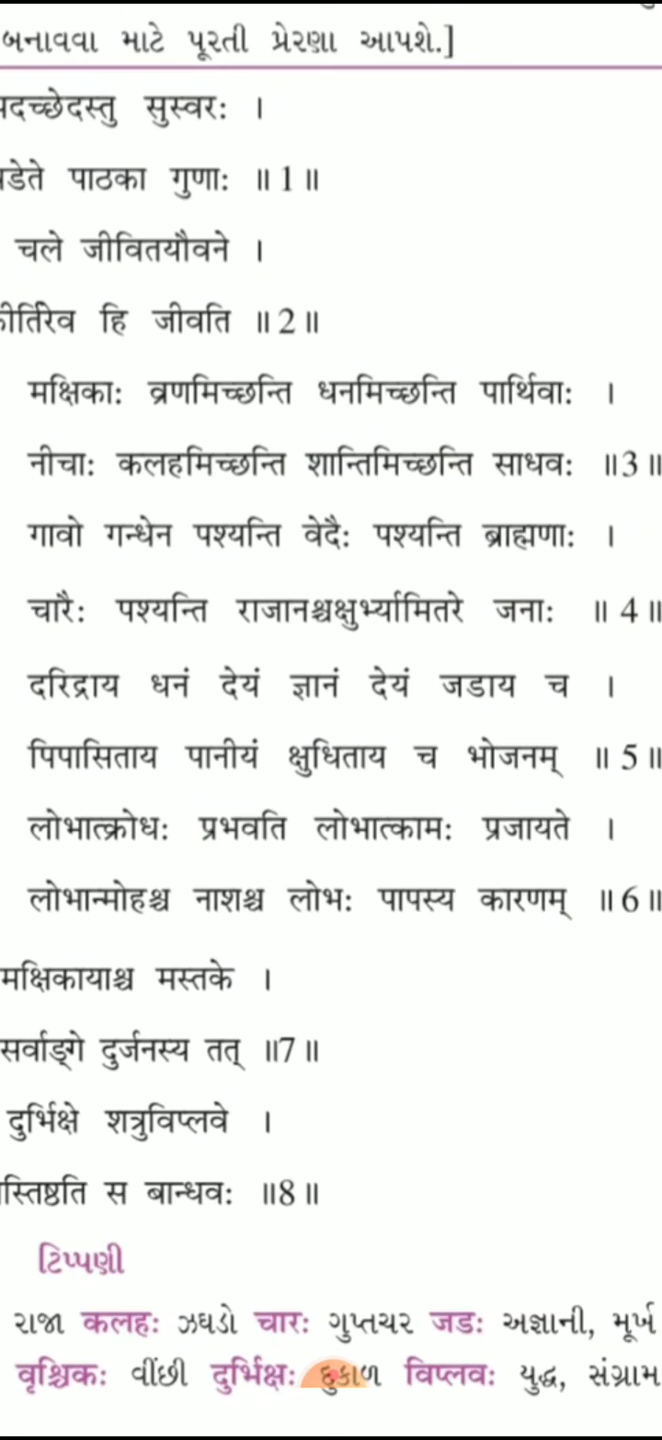 બનાવવા માટે પૂરતી પ્રેરણા આપશે.]
सुस्वरः ।
पाठका गुणाः ॥ 1 ॥
चले जीवितयौवने ।
हि जीवति ॥ 2 ॥
मक्षिकाः व्रणमिच्छन्ति धनमिच्छन्ति पार्थिवाः ।
नीचाः कलहमिच्छन्ति शान्तिमिच्छन्ति साधवः ॥3॥
गावो गन्धेन पश्यन्ति वेदैः पश्यन्ति ब्राह्मणाः ।
चारैः पश्यन्ति राजानश्चक्षुर्भ्यामितरे जनाः ॥ 4 ॥
दरिद्राय धनं देयं ज्ञानं देयं जडाय च ।
पिपासिताय पानीयं क्षुधिताय च भोजनम् ॥ 5 ॥
लोभात्क्रोधः प्रभवति लोभात्कामः प्रजायते ।
लोभान्मोहश्च नाशश्च लोभः पापस्य कारणम् ॥ 6 ॥
मक्षिकायाश्च मस्तके ।
सर्वाङ्गे दुर्जनस्य तत् ॥7॥
दुर्भिक्षे शत्रुविप्लवे ।
स बान्धवः ॥8॥
ટિપ્પણી
રાજા कलहः ઝઘડો चारः ગુપ્તચર जडः અજ્ઞાની, મૂર્ખ
वृश्चिकः વીંછી दुर्भिक्षः દુકાળ विप्लवः યુદ્ધ, સંગ્રામ